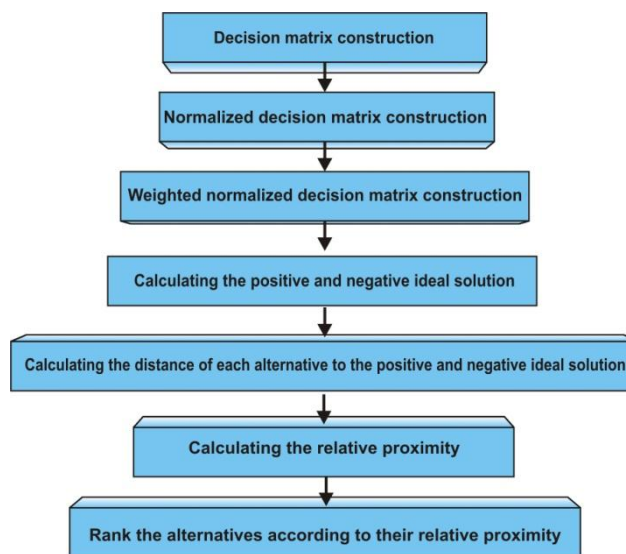 Decision matrix construction
Normalized decision matrix construction
Weighted normalized decision matrix construction
Calculating the positive and negative ideal solution
Calculating the distance of each alternative to the positive and negative ideal solution
Calculating the relative proximity
Rank the alternatives according to their relative proximity